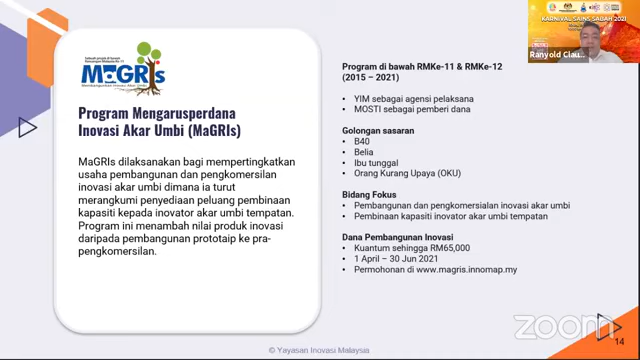 KARNIVAL SAINS SABAH 2021
Ranyold Clau...
MaGRIs
Program Mengarusperdana
Inovasi Akar Umbi (MaGRIs)
MaGRIs dilaksanakan bagi mempertingkatkan
usaha pembangunan dan pengkomersilan
inovasi akar umbi dimana ia turut
merangkumi penyediaan peluang pembinaan
kapasiti kepada inovator akar umbi tempatan.
Program ini menambah nilai produk inovasi
daripada pembangunan prototaip ke pra-
pengkomersilan.
Program di bawah RMKe-11 & RMKe-12
(2015 – 2021)
• YIM sebagai agensi pelaksana
• MOSTI sebagai pemberi dana
Golongan sasaran
• B40
• Belia
• Ibu tunggal
• Orang Kurang Upaya (OKU)
Bidang Fokus
• Pembangunan dan pengkomersialan inovasi akar umbi
• Pembinaan kapasiti inovator akar umbi tempatan
Dana Pembangunan Inovasi
• Kuantum sehingga RM65,000
• 1 April – 30 Jun 2021
• Permohonan di www.magris.innomap.my
© Yayasan Inovasi Malaysia
zoom
14